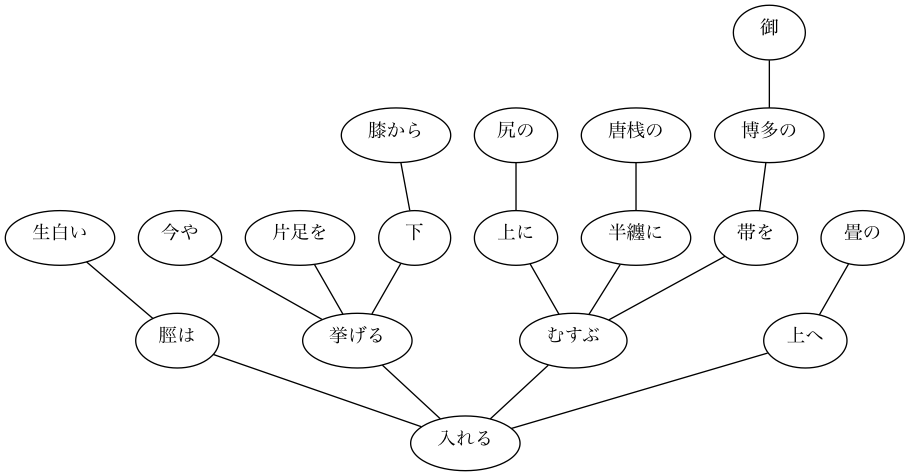 御
膝から
尻の
唐桟の
博多の
生白い
今や
片足を
下
上に
半纏に
帯を
畳の
脛は
挙げる
むすぶ
上へ
入れる